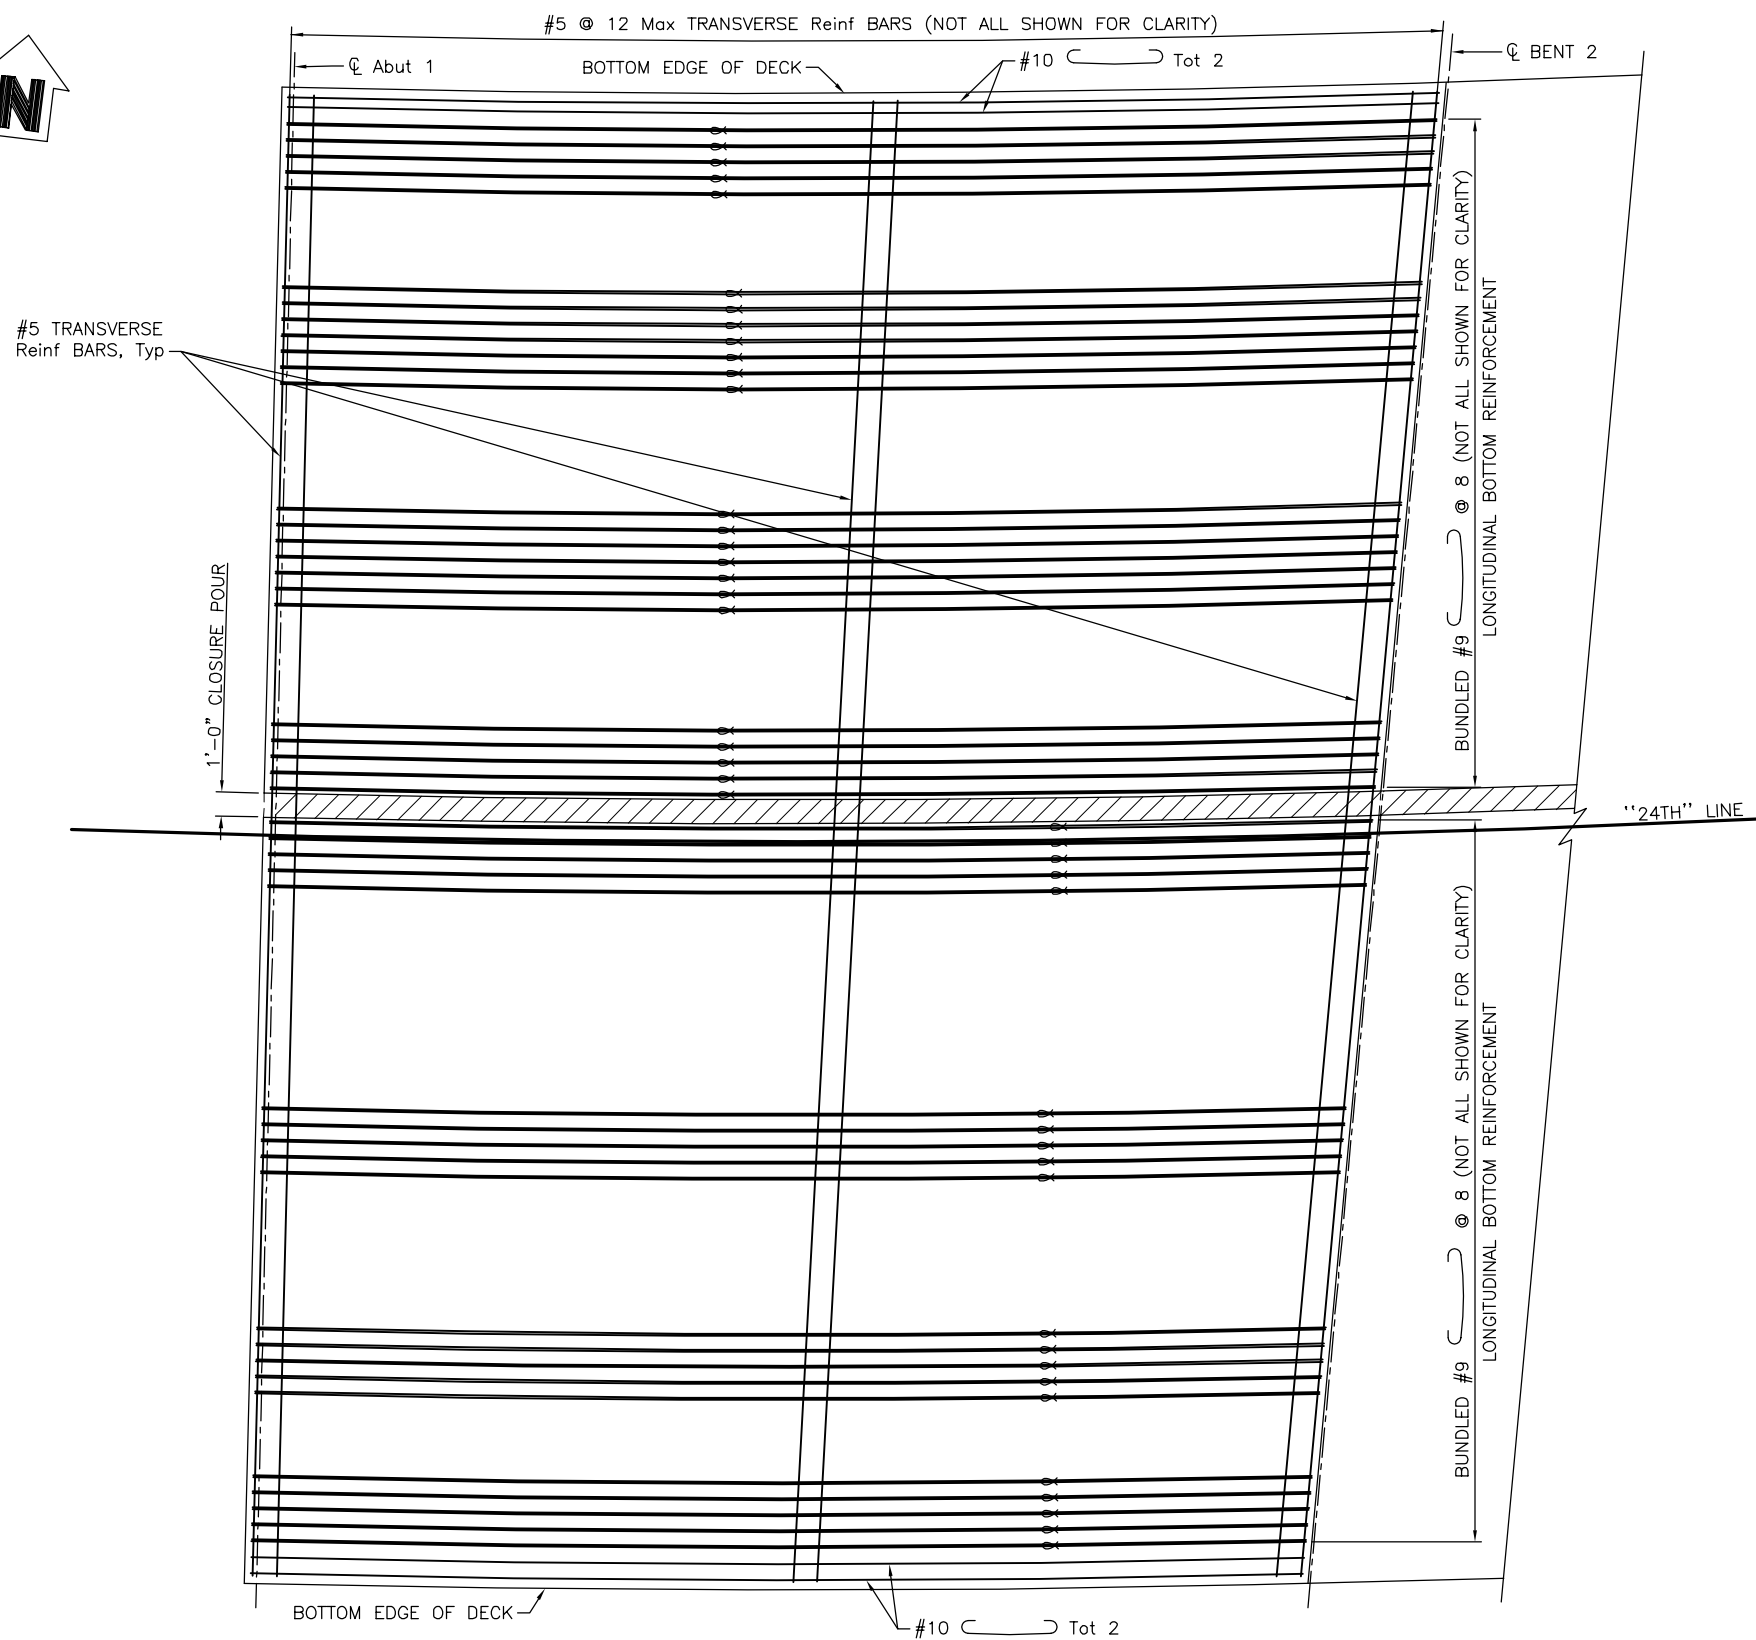 #5 @ 12 Max TRANSVERSE Reinf BARS (NOT ALL SHOWN FOR CLARITY)
N
℄ Abut 1
BOTTOM EDGE OF DECK
#10 Tot 2
℄ BENT 2
#5 TRANSVERSE
Reinf BARS, Typ
BUNDLED #9 @ 8 (NOT ALL SHOWN FOR CLARITY)
LONGITUDINAL BOTTOM REINFORCEMENT
1'-0" CLOSURE POUR
''24TH'' LINE
BUNDLED #9 @ 8 (NOT ALL SHOWN FOR CLARITY)
LONGITUDINAL BOTTOM REINFORCEMENT
BOTTOM EDGE OF DECK
#10 Tot 2